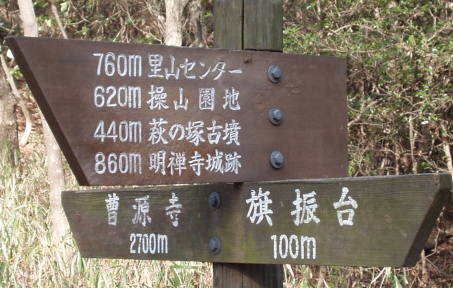 760m 里山センター
620m 操山園地
440m 萩の塚古墳
860m 明禅寺城跡
曹源寺 旗振台
2700m 100m